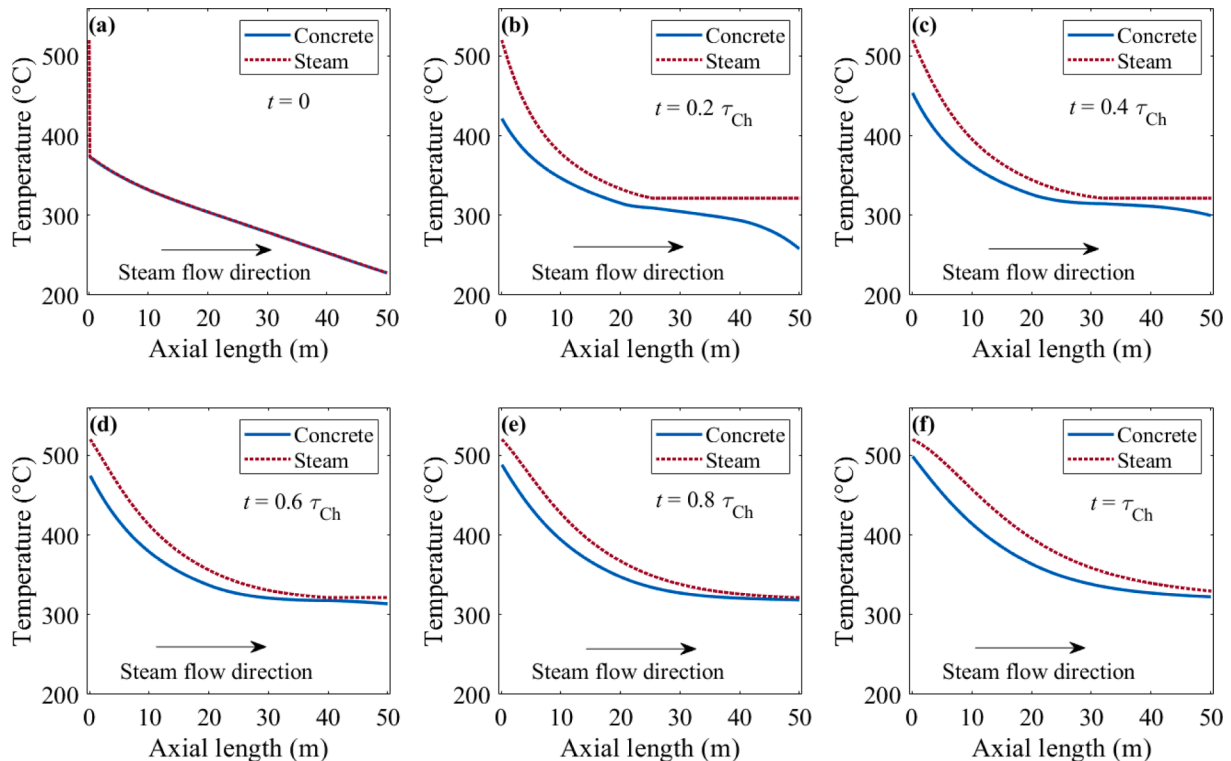 (a)
Concrete
Steam
t = 0
Temperature (°C)
500
400
300
200
Steam flow direction
0 10 20 30 40 50
Axial length (m)
(b)
Concrete
Steam
t = 0.2 τCh
Temperature (°C)
500
400
300
200
Steam flow direction
0 10 20 30 40 50
Axial length (m)
(c)
Concrete
Steam
t = 0.4 τCh
Temperature (°C)
500
400
300
200
Steam flow direction
0 10 20 30 40 50
Axial length (m)
(d)
Concrete
Steam
t = 0.6 τCh
Temperature (°C)
500
400
300
200
Steam flow direction
0 10 20 30 40 50
Axial length (m)
(e)
Concrete
Steam
t = 0.8 τCh
Temperature (°C)
500
400
300
200
Steam flow direction
0 10 20 30 40 50
Axial length (m)
(f)
Concrete
Steam
t = τCh
Temperature (°C)
500
400
300
200
Steam flow direction
0 10 20 30 40 50
Axial length (m)